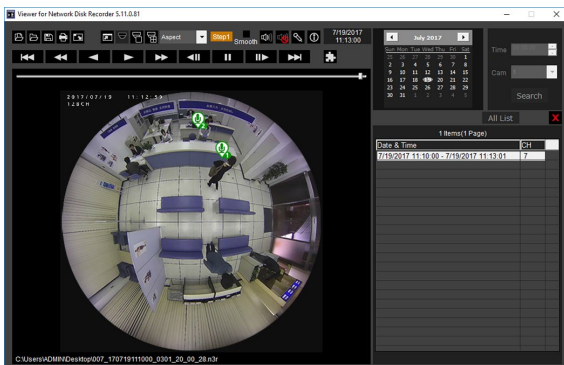 Viewer for Network Disk Recorder 5.11.0.81
Aspect
Step1
Smooth
7/19/2017
11:13:00
July 2017
Sun Mon Tue Wed Thu Fri Sat
25 26 27 28 29 30 1
2 3 4 5 6 7 8
9 10 11 12 13 14 15
16 17 18 19 20 21 22
23 24 25 26 27 28 29
30 31 1 2 3 4 5
Time
Cam
Search
All List
X
1 Items(1 Page)
Date & Time CH
7/19/2017 11:10:00 - 7/19/2017 11:13:01 7
2017/07/19 11:12:59
128CH
2
1
C:\Users\ADMIN\Desktop\007_170719111000_0301_20_00_28.n3r